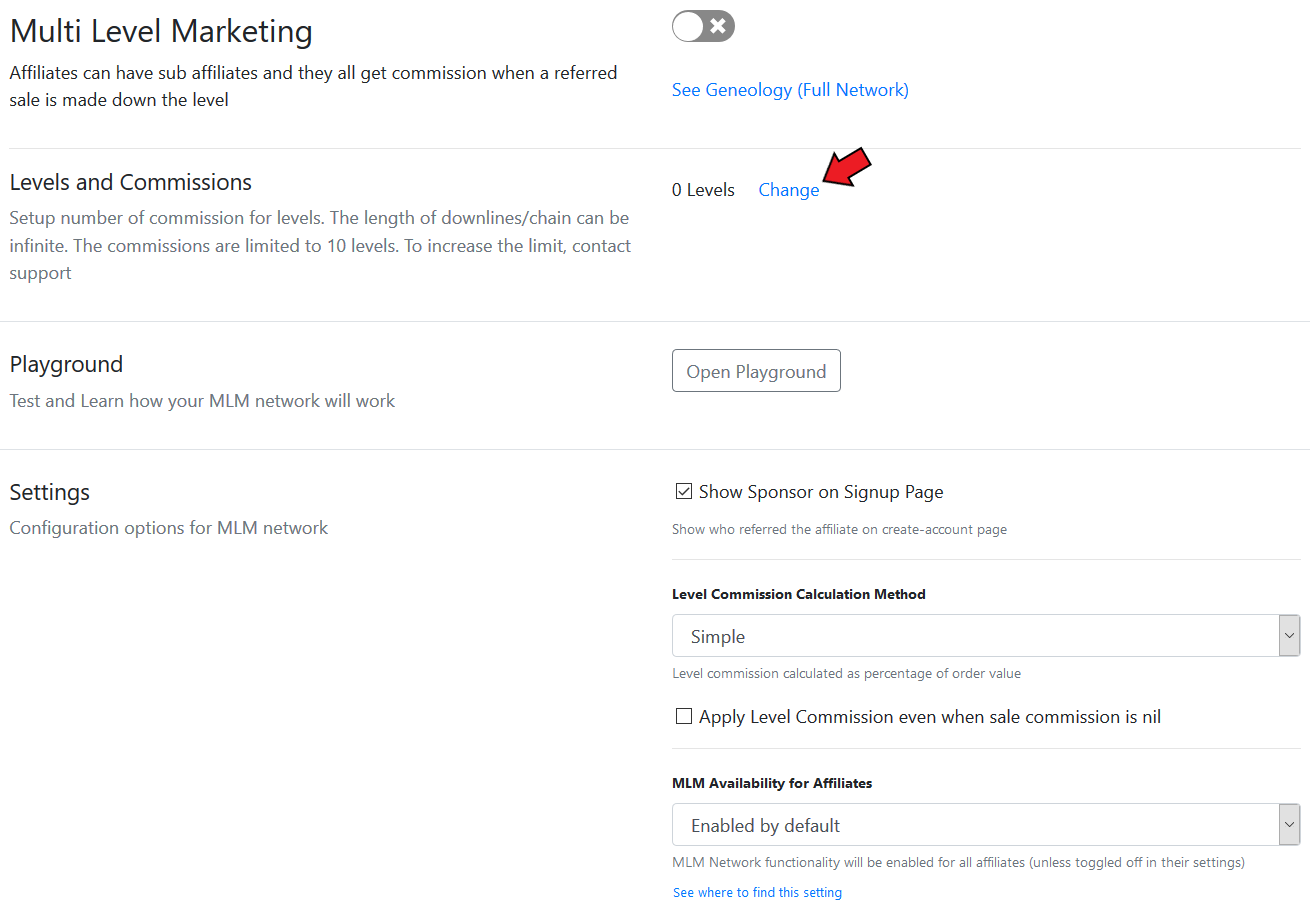 Multi Level Marketing
Affiliates can have sub affiliates and they all get commission when a referred
sale is made down the level
See Geneology (Full Network)
Levels and Commissions
0 Levels Change
Setup number of commission for levels. The length of downlines/chain can be
infinite. The commissions are limited to 10 levels. To increase the limit, contact
support
Playground
Open Playground
Test and Learn how your MLM network will work
Settings
Configuration options for MLM network
Show Sponsor on Signup Page
Show who referred the affiliate on create-account page
Level Commission Calculation Method
Simple
Level commission calculated as percentage of order value
Apply Level Commission even when sale commission is nil
MLM Availability for Affiliates
Enabled by default
MLM Network functionality will be enabled for all affiliates (unless toggled off in their settings)
See where to find this setting